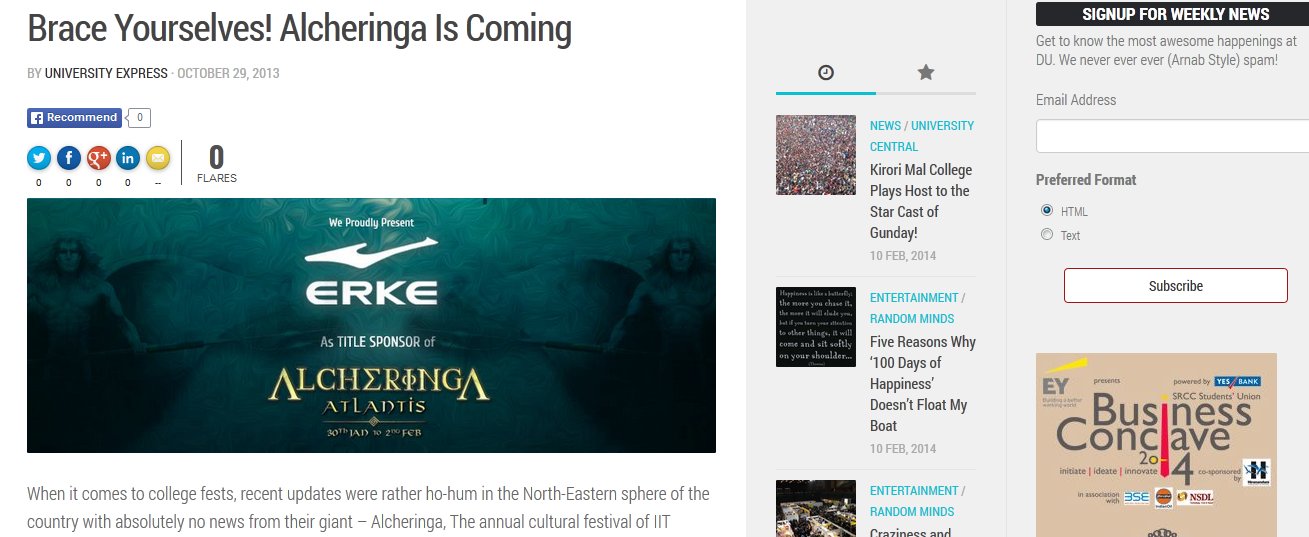 Brace Yourselves! Alcheringa Is Coming
BY UNIVERSITY EXPRESS · OCTOBER 29, 2013
Recommend 0
g+ in
0 0 0 0 --
0
FLARES
We Proudly Present
ERKE
As TITLE SPONSOR of
ALCHERINGA
ATLANTIS
30TH JAN TO 2ND FEB
When it comes to college fests, recent updates were rather ho-hum in the North-Eastern sphere of the
country with absolutely no news from their giant – Alcheringa, The annual cultural festival of IIT
NEWS / UNIVERSITY
CENTRAL
Kirori Mal College
Plays Host to the
Star Cast of
Gunday!
10 FEB, 2014
Happiness is like a butterfly;
the more you chase it,
the more it will elude you,
but if you turn your attention
to other things, it will
come and sit softly
on your shoulder...
ENTERTAINMENT /
RANDOM MINDS
Five Reasons Why
‘100 Days of
Happiness’
Doesn’t Float My
Boat
10 FEB, 2014
ENTERTAINMENT /
RANDOM MINDS
Craziness and
SIGNUP FOR WEEKLY NEWS
Get to know the most awesome happenings at
DU. We never ever ever (Arnab Style) spam!
Email Address
Preferred Format
HTML
Text
Subscribe
EY presents powered by YES BANK
Building a better
working world
SRCC Students' Union
Business
Conclave
2014
initiate | ideate | innovate co-sponsored
by
in association with BSE IndianOil NSDL